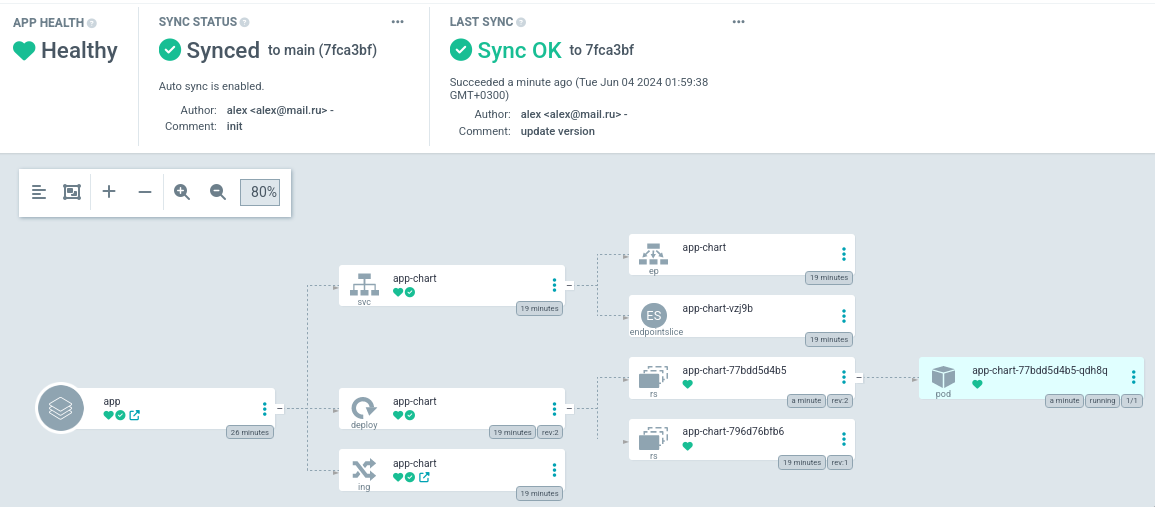 APP HEALTH
Healthy
SYNC STATUS
Synced to main (7fca3bf)
Auto sync is enabled.
Author: alex <alex@mail.ru> -
Comment: init
LAST SYNC
Sync OK to 7fca3bf
Succeeded a minute ago (Tue Jun 04 2024 01:59:38
GMT+0300)
Author: alex <alex@mail.ru> -
Comment: update version
80%
app
26 minutes
app-chart
svc
19 minutes
app-chart
deploy
19 minutes rev:2
app-chart
ing
19 minutes
app-chart
ep
19 minutes
ES
app-chart-vzj9b
endpointslice
19 minutes
app-chart-77bdd5d4b5
rs
a minute rev:2
app-chart-796d76bfb6
rs
19 minutes rev:1
app-chart-77bdd5d4b5-qdh8q
pod
a minute running 1/1